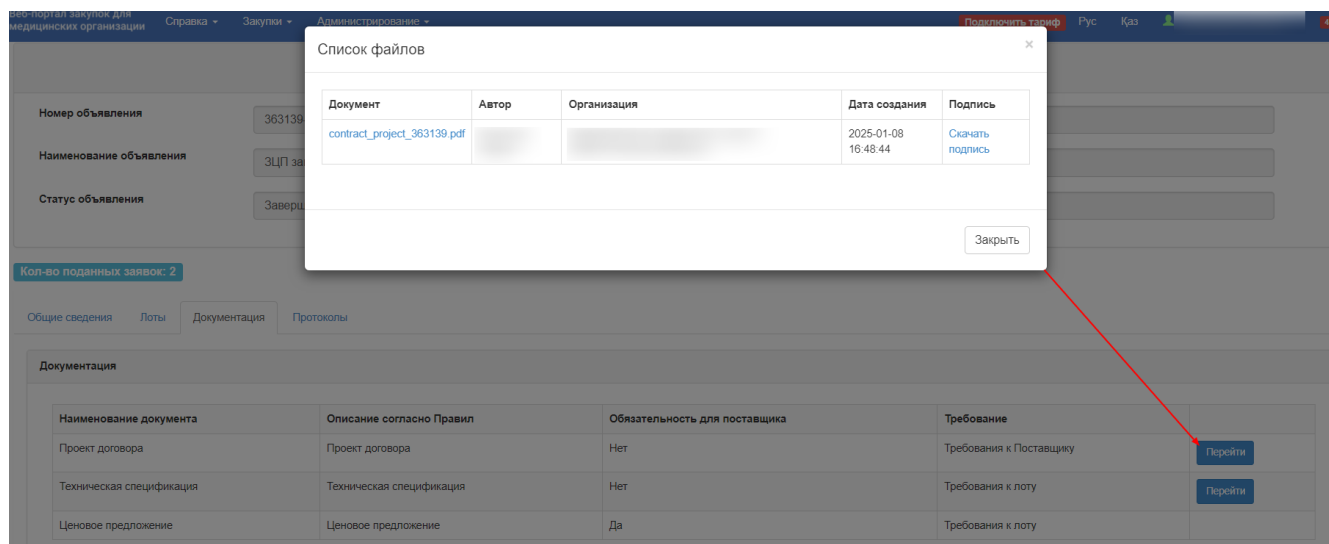 Веб-портал закупок для
медицинских организации Справка Закупки Администрирование Подключить тариф Рус Қаз
Список файлов ×
Документ Автор Организация Дата создания Подпись
contract_project_363139.pdf 2025-01-08 Скачать
16:48:44 подпись
Закрыть
Номер объявления 363139
Наименование объявления ЗЦП за
Статус объявления Заверш
Кол-во поданных заявок: 2
Общие сведения Лоты Документация Протоколы
Документация
Наименование документа Описание согласно Правил Обязательность для поставщика Требование
Проект договора Проект договора Нет Требования к Поставщику Перейти
Техническая спецификация Техническая спецификация Нет Требования к лоту Перейти
Ценовое предложение Ценовое предложение Да Требования к лоту